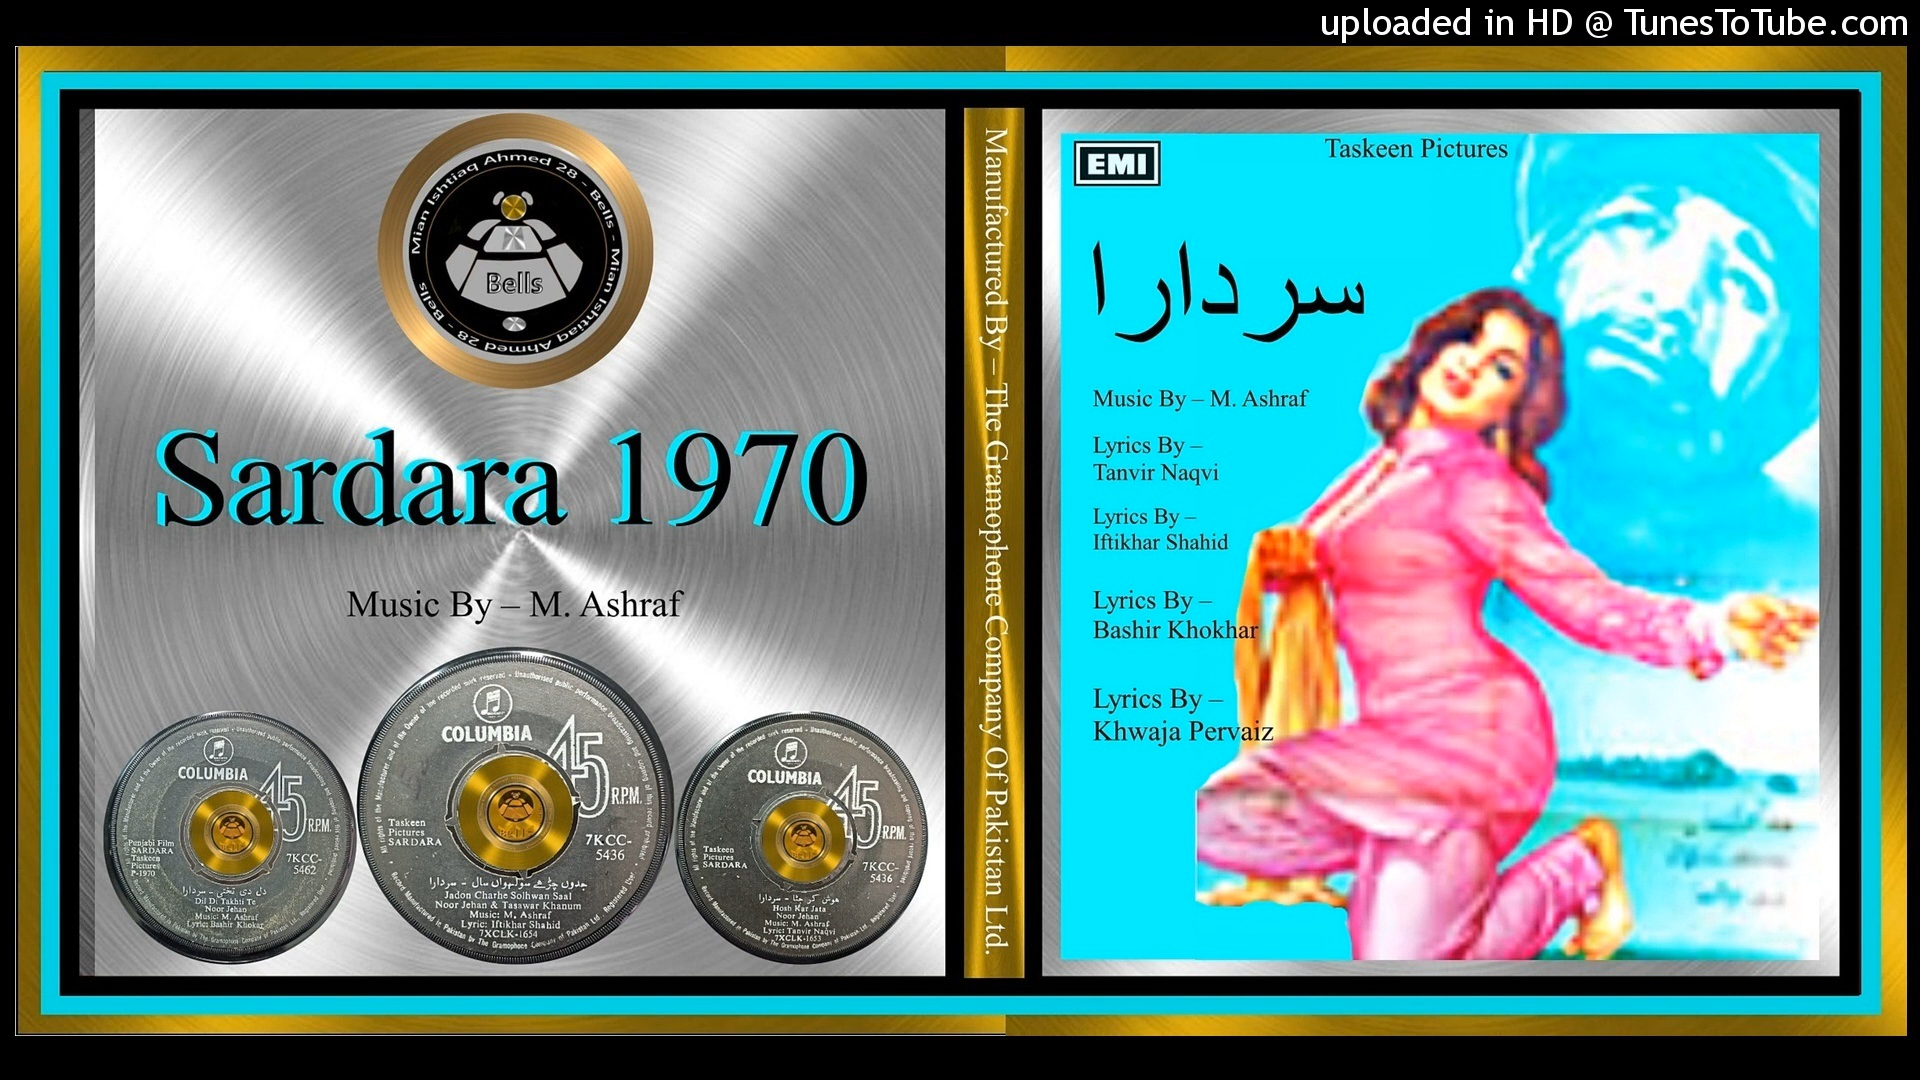 uploaded in HD @ TunesToTube.com
Mian Ishtiaq Ahmed 28 - Bells - Mian Ishtiaq Ahmed 28 - Bells
Bells
Sardara 1970
Music By – M. Ashraf
COLUMBIA
45
R.P.M.
Punjabi Film
SARDARA
Taskeen
Pictures
P-1970
7KCC-
5462
دل دی تختی - سردارا
Dil Di Takhti Te
Noor Jehan
Music: M. Ashraf
Lyric: Bashir Khokar
COLUMBIA
45
R.P.M.
Taskeen
Pictures
SARDARA
7KCC-
5436
جدوں چڑھے سولہواں سال - سردارا
Jadon Charhe Solhwan Saal
Noor Jehan & Tasawar Khanum
Music: M. Ashraf
Lyric: Iftikhar Shahid
7XCLK-1654
COLUMBIA
45
RPM.
Taskeen
Pictures
SARDARA
7KCC-
5436
ہوش کر جٹا - سردارا
Hosh Kar Jata
Noor Jehan
Music: M. Ashraf
Lyric: Tanvir Naqvi
7XCLK-1653
Manufactured By – The Gramophone Company Of Pakistan Ltd.
EMI
Taskeen Pictures
سردارا
Music By – M. Ashraf
Lyrics By –
Tanvir Naqvi
Lyrics By –
Iftikhar Shahid
Lyrics By –
Bashir Khokhar
Lyrics By –
Khwaja Pervaiz